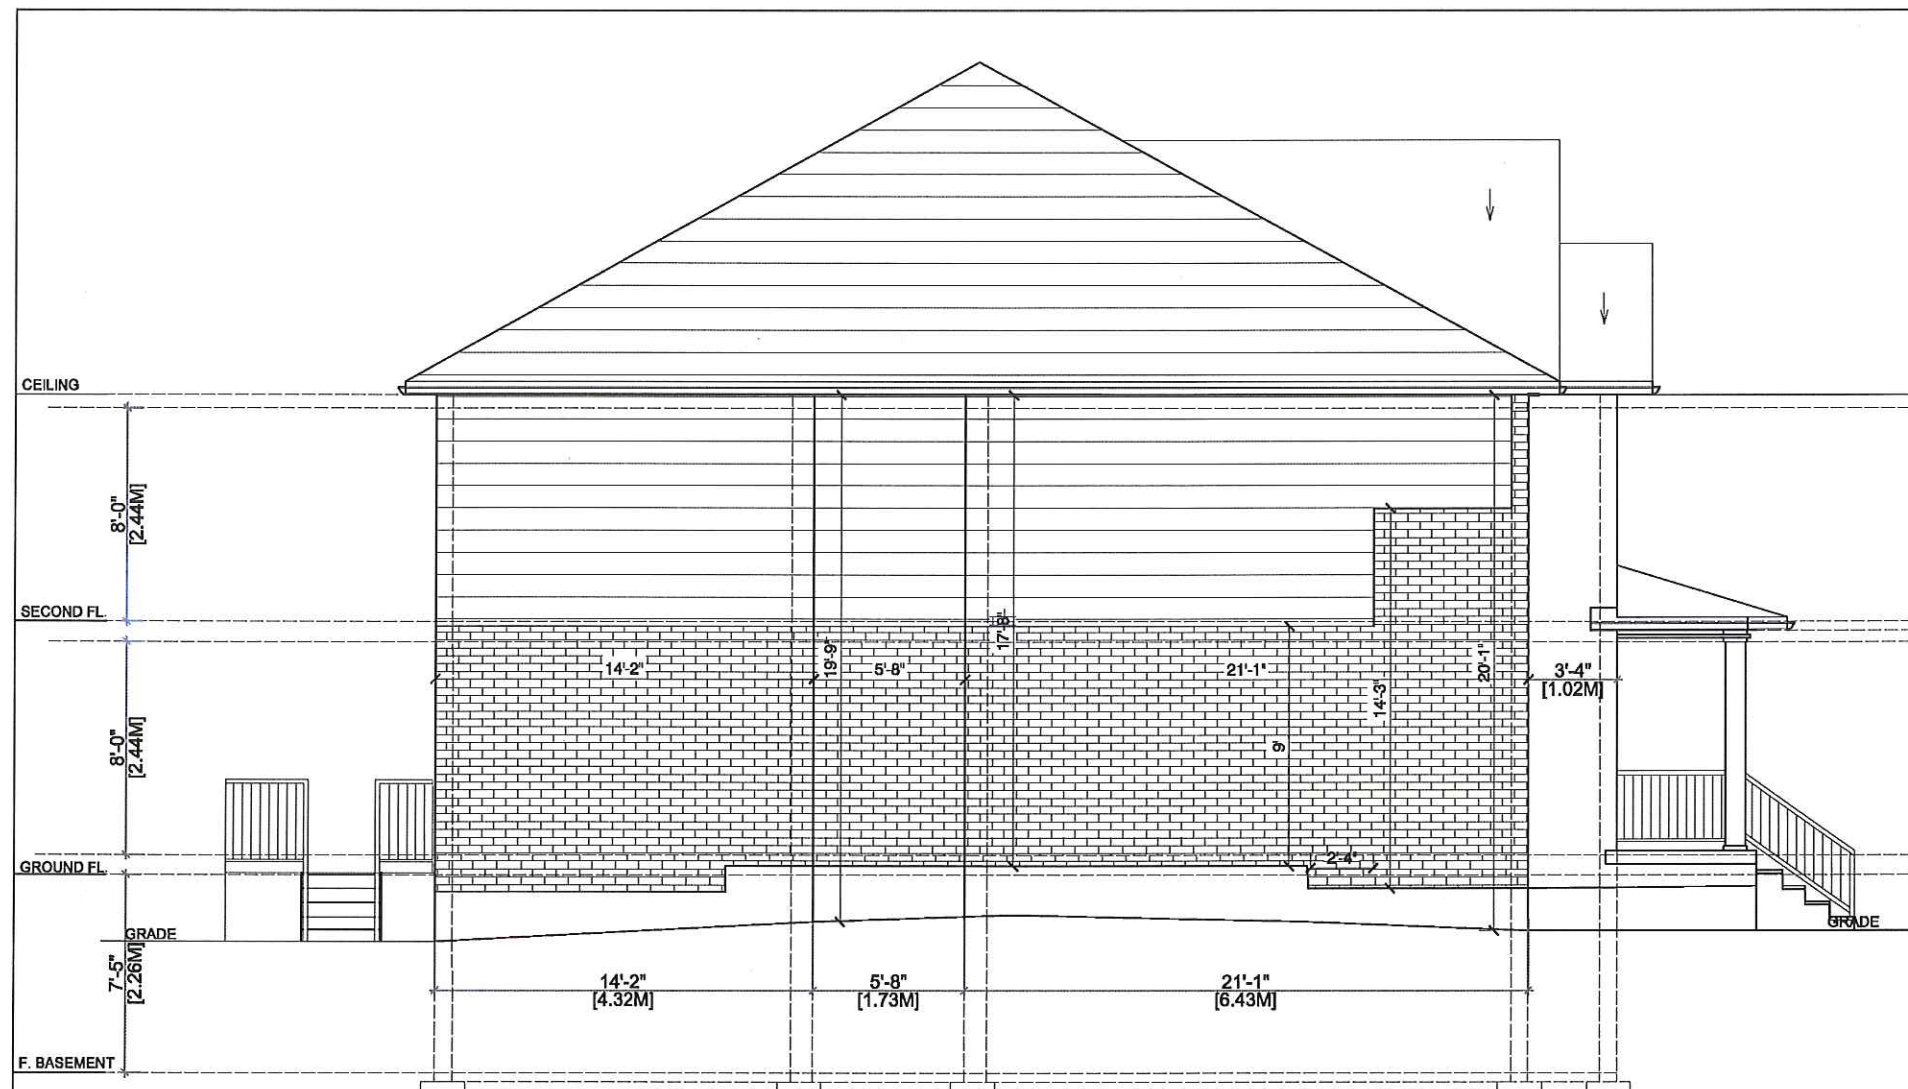 CEILING
8'-0"
[2.44M]
SECOND FL.
17'-8"
14'-2"
19'-9"
5'-8"
21'-1"
14'-3"
20'-1"
3'-4"
[1.02M]
8'-0"
[2.44M]
9'
2'-4"
GROUND FL.
GRADE
GRADE
7'-5"
[2.26M]
14'-2"
[4.32M]
5'-8"
[1.73M]
21'-1"
[6.43M]
F. BASEMENT